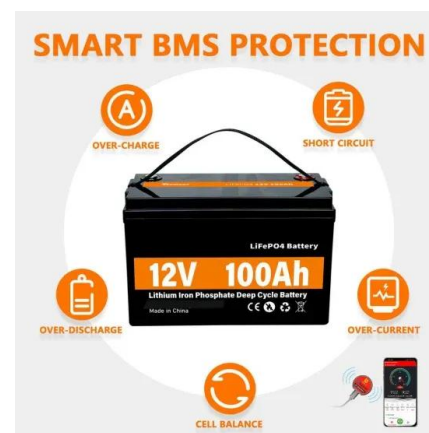 SMART BMS PROTECTION
A
OVER-CHARGE
SHORT CIRCUIT
LiFePO4 Battery
12V 100Ah
Lithium Iron Phosphate Deep Cycle Battery
Made in China
CE
OVER-DISCHARGE
OVER-CURRENT
CELL BALANCE